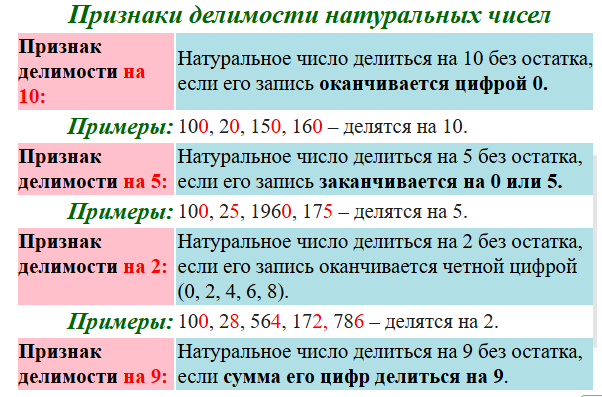 Признаки делимости натуральных чисел
Признак
делимости на
10:
Натуральное число делиться на 10 без остатка,
если его запись оканчивается цифрой 0.
Примеры: 100, 20, 150, 160 – делятся на 10.
Признак
делимости на 5:
Натуральное число делиться на 5 без остатка,
если его запись заканчивается на 0 или 5.
Примеры: 100, 25, 1960, 175 – делятся на 5.
Признак
делимости на 2:
Натуральное число делиться на 2 без остатка,
если его запись оканчивается четной цифрой
(0, 2, 4, 6, 8).
Примеры: 100, 28, 564, 172, 786 – делятся на 2.
Признак
делимости на 9:
Натуральное число делиться на 9 без остатка,
если сумма его цифр делиться на 9.